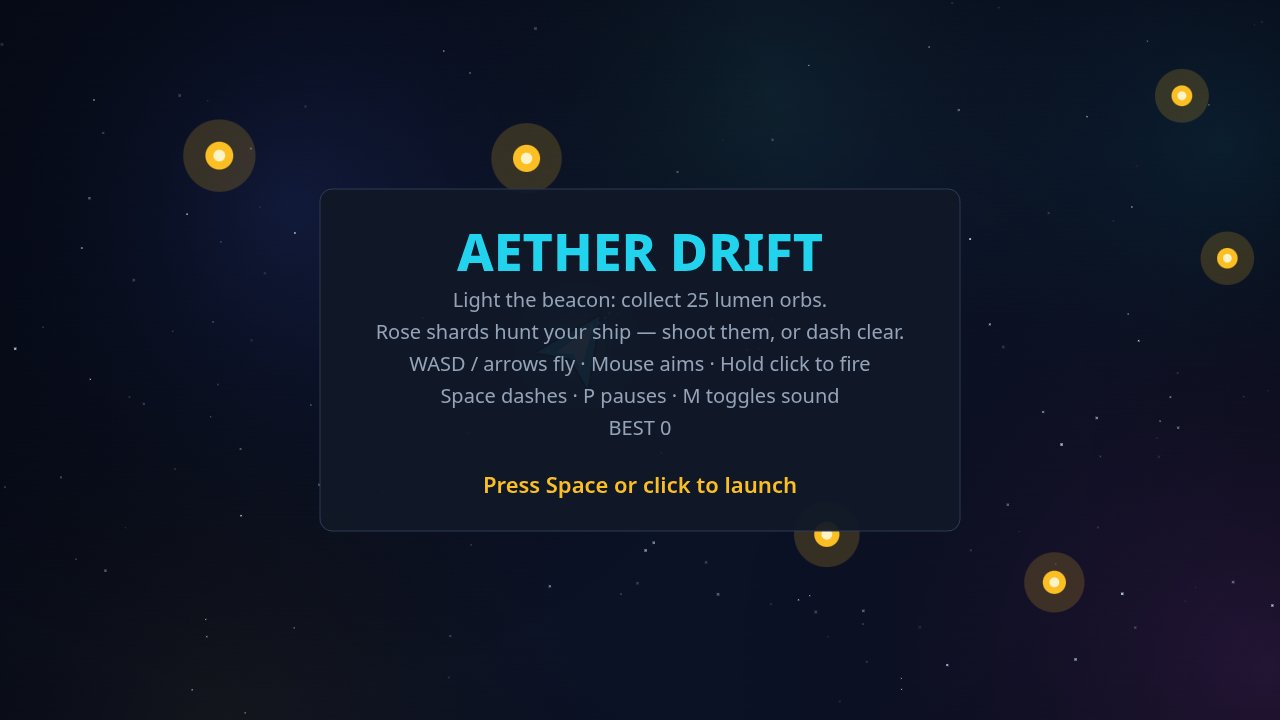 AETHER DRIFT
Light the beacon: collect 25 lumen orbs.
Rose shards hunt your ship — shoot them, or dash clear.
WASD / arrows fly · Mouse aims · Hold click to fire
Space dashes · P pauses · M toggles sound
BEST 0
Press Space or click to launch